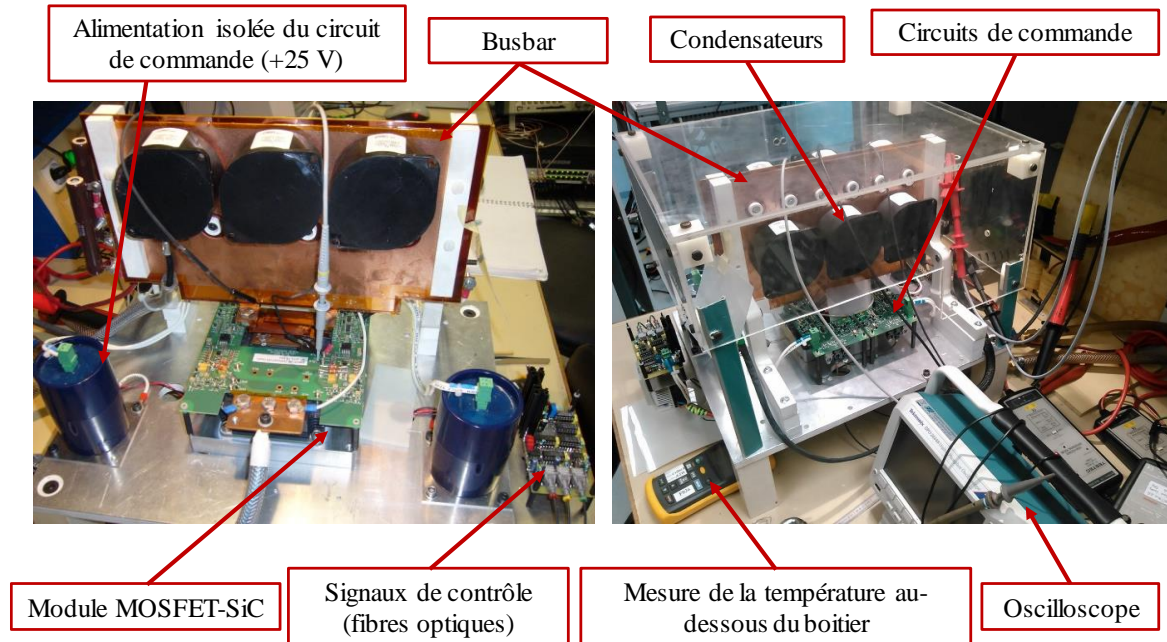 Alimentation isolée du circuit
de commande (+25 V)
Busbar
Condensateurs
Circuits de commande
Module MOSFET-SiC
Signaux de contrôle
(fibres optiques)
Mesure de la température au-
dessous du boitier
Oscilloscope